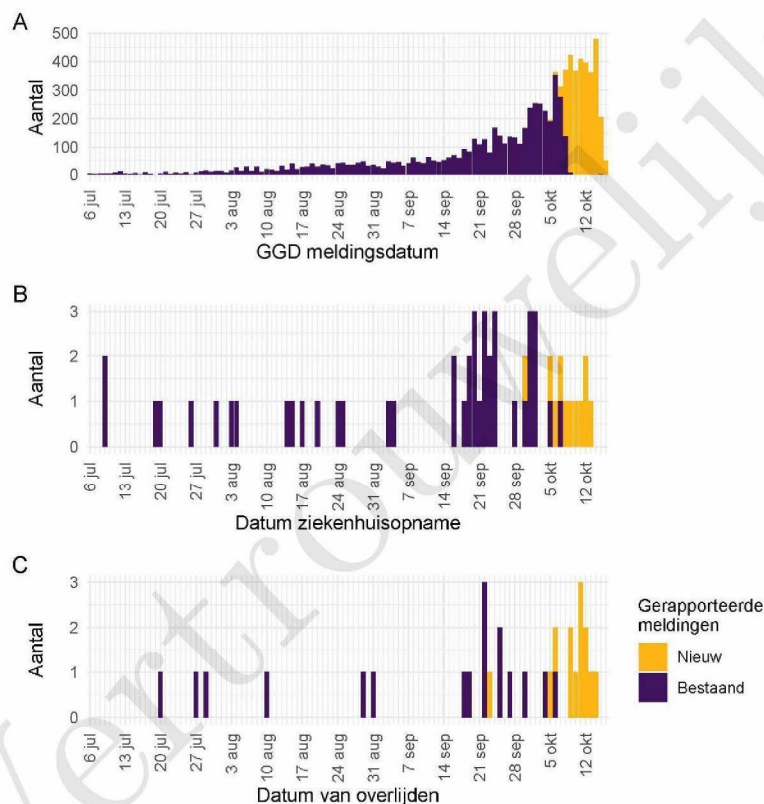 A
500
400
300
200
100
0
Aantal
6 jul
13 jul
20 jul
27 jul
3 aug
10 aug
17 aug
24 aug
31 aug
7 sep
14 sep
21 sep
28 sep
5 okt
12 okt
GGD meldingsdatum
B
3
2
1
0
Aantal
6 jul
13 jul
20 jul
27 jul
3 aug
10 aug
17 aug
24 aug
31 aug
7 sep
14 sep
21 sep
28 sep
5 okt
12 okt
Datum ziekenhuisopname
C
3
2
1
0
Aantal
6 jul
13 jul
20 jul
27 jul
3 aug
10 aug
17 aug
24 aug
31 aug
7 sep
14 sep
21 sep
28 sep
5 okt
12 okt
Datum van overlijden
Gerapporteerde
meldingen
Nieuw
Bestaand
Vertrouwelijk